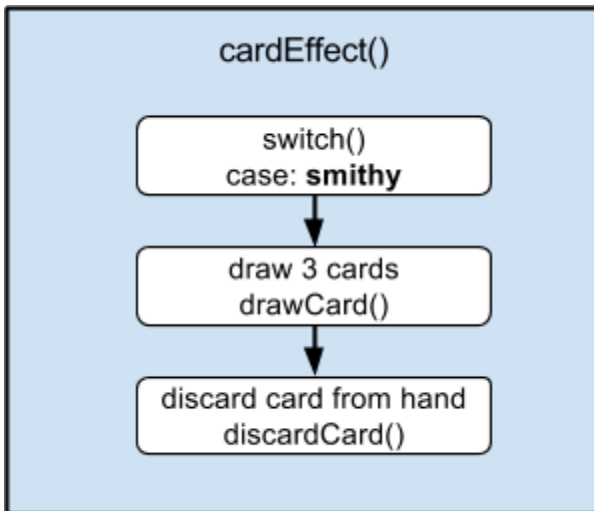 cardEffect()
switch()
case: smithy
draw 3 cards
drawCard()
discard card from hand
discardCard()